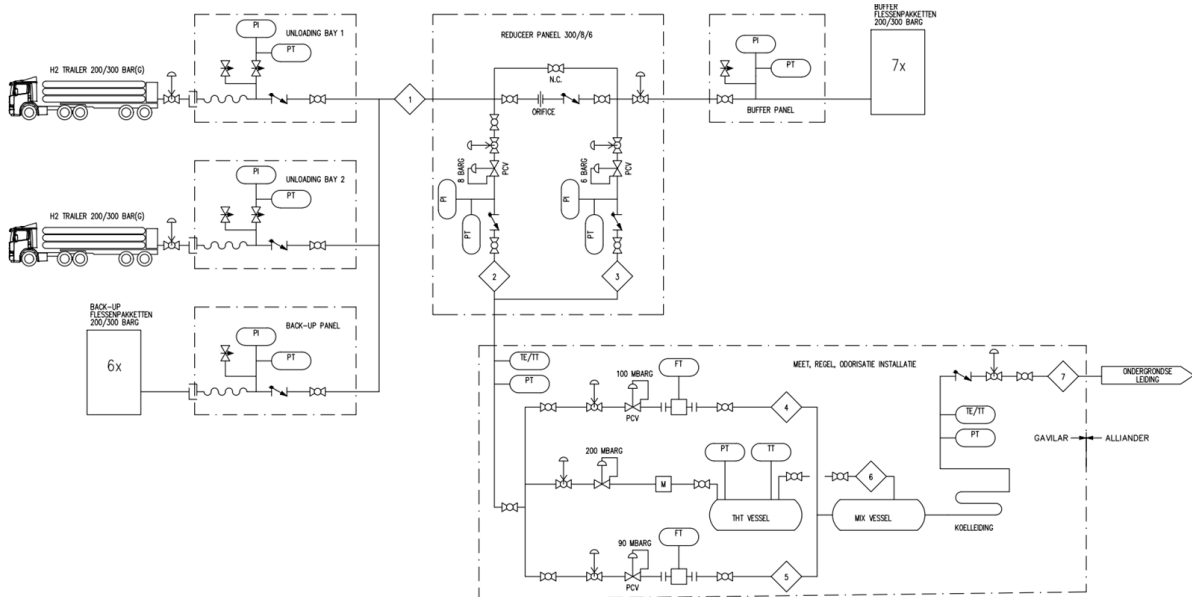 PI
UNLOADING BAY 1
PT
H2 TRAILER 200/300 BAR(G)
REDUCEER PANEEL 300/8/6
N.C.
ORIFICE
1
PI
PT
BUFFER PANEL
BUFFER
FLESSENPAKKETTEN
200/300 BARG
7x
8 BARG
PCV
6 BARG
PCV
PI
PT
PI
PT
2
3
PI
UNLOADING BAY 2
PT
H2 TRAILER 200/300 BAR(G)
BACK-UP
FLESSENPAKKETTEN
200/300 BARG
6x
PI
BACK-UP PANEL
PT
TE/TT
PT
MEET, REGEL, ODORISATIE INSTALLATIE
100 MBARG
FT
PCV
4
200 MBARG
M
PT
TT
THT VESSEL
6
MIX VESSEL
90 MBARG
FT
PCV
5
TE/TT
PT
KOELLEIDING
7
ONDERGRONDSE
LEIDING
GAVILAR
ALLIANDER